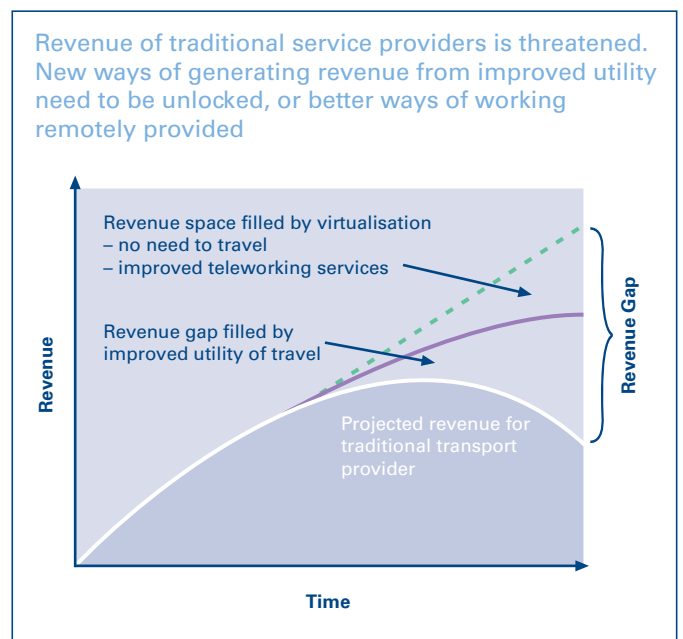 Revenue of traditional service providers is threatened.
New ways of generating revenue from improved utility
need to be unlocked, or better ways of working
remotely provided
Revenue space filled by virtualisation
– no need to travel
– improved teleworking services
Revenue gap filled by
improved utility of travel
Projected revenue for
traditional transport
provider
Revenue
Revenue Gap
Time